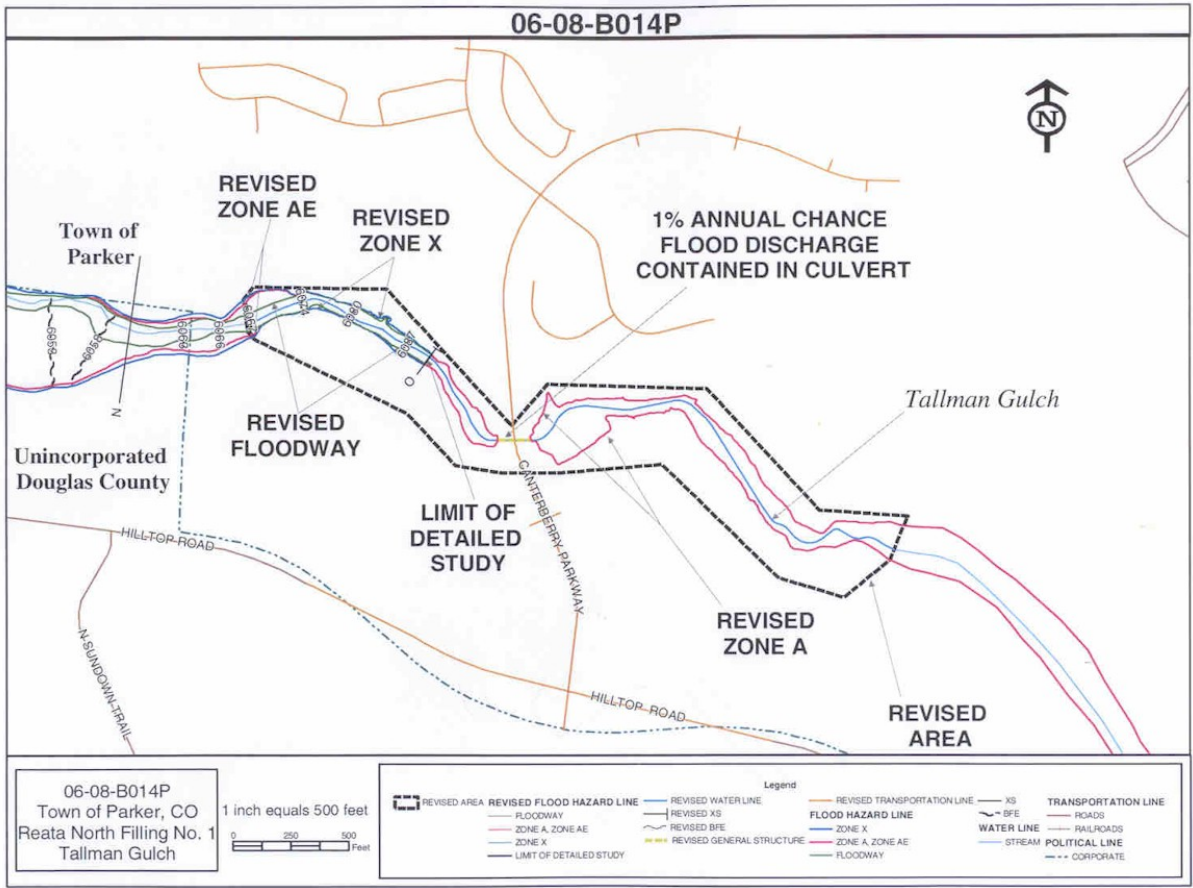 06-08-B014P
N
REVISED
ZONE AE
REVISED
ZONE X
1% ANNUAL CHANCE
FLOOD DISCHARGE
CONTAINED IN CULVERT
Town of
Parker
6074
6080
6087
6068
6066
6058
O
N
Tallman Gulch
REVISED
FLOODWAY
Unincorporated
Douglas County
LIMIT OF
DETAILED
STUDY
CANTERBERRY PARKWAY
HILLTOP ROAD
N SUNDOWN TRAIL
REVISED
ZONE A
HILLTOP ROAD
REVISED
AREA
06-08-B014P
Town of Parker, CO
Reata North Filling No. 1
Tallman Gulch
1 inch equals 500 feet
0 250 500
Feet
Legend
REVISED AREA
REVISED FLOOD HAZARD LINE
FLOODWAY
ZONE A, ZONE AE
ZONE X
LIMIT OF DETAILED STUDY
REVISED WATER LINE
REVISED XS
REVISED BFE
REVISED GENERAL STRUCTURE
REVISED TRANSPORTATION LINE
FLOOD HAZARD LINE
ZONE X
ZONE A, ZONE AE
FLOODWAY
XS
BFE
WATER LINE
STREAM
TRANSPORTATION LINE
ROADS
RAILROADS
POLITICAL LINE
CORPORATE